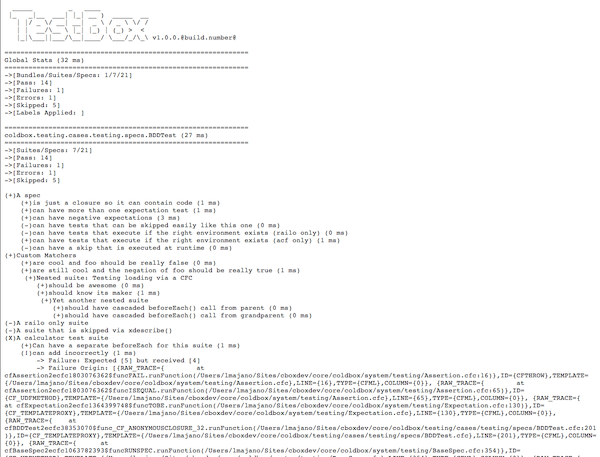 v1.0.0.@build.number@
=============================================================
Global Stats (32 ms)
=============================================================
->[Bundles/Suites/Specs: 1/7/21]
->[Pass: 14]
->[Failures: 1]
->[Errors: 1]
->[Skipped: 5]
->[Labels Applied: ]
=============================================================
coldbox.testing.cases.testing.specs.BDDTest (27 ms)
=============================================================
->[Suites/Specs: 7/21]
->[Pass: 14]
->[Failures: 1]
->[Errors: 1]
->[Skipped: 5]
(+)A spec
(+)is just a closure so it can contain code (1 ms)
(+)can have more than one expectation test (1 ms)
(+)can have negative expectations (3 ms)
(-)can have tests that can be skipped easily like this one (0 ms)
(-)can have tests that execute if the right environment exists (railo only) (0 ms)
(+)can have tests that execute if the right environment exists (acf only) (1 ms)
(-)can have a skip that is executed at runtime (0 ms)
(+)Custom Matchers
(+)are cool and foo should be really false (0 ms)
(+)are still cool and the negation of foo should be really true (1 ms)
(+)Nested suite: Testing loading via a CFC
(+)should be awesome (0 ms)
(+)should know its maker (1 ms)
(+)Yet another nested suite
(+)should have cascaded beforeEach() call from parent (0 ms)
(+)should have cascaded beforeEach() call from grandparent (0 ms)
(-)A railo only suite
(-)A suite that is skipped via xdescribe()
(X)A calculator test suite
(+)Can have a separate beforeEach for this suite (1 ms)
(!)can add incorrectly (1 ms)
-> Failure: Expected [5] but received [4]
-> Failure Origin: [{RAW_TRACE={ at
cfAssertion2ecfc1803076362$funcFAIL.runFunction(/Users/lmajano/Sites/cboxdev/core/coldbox/system/testing/Assertion.cfc:16)},ID={CFTHROW},TEMPLATE=
{/Users/lmajano/Sites/cboxdev/core/coldbox/system/testing/Assertion.cfc},LINE={16},TYPE={CFML},COLUMN={0}}, {RAW_TRACE={ at
cfAssertion2ecfc1803076362$funcISEQUAL.runFunction(/Users/lmajano/Sites/cboxdev/core/coldbox/system/testing/Assertion.cfc:65)},ID=
{CF_UDFMETHOD},TEMPLATE={/Users/lmajano/Sites/cboxdev/core/coldbox/system/testing/Assertion.cfc},LINE={65},TYPE={CFML},COLUMN={0}}, {RAW_TRACE={
at cfExpectation2ecfc1364399748$funcTOBE.runFunction(/Users/lmajano/Sites/cboxdev/core/coldbox/system/testing/Expectation.cfc:130)},ID=
{CF_TEMPLATEPROXY},TEMPLATE={/Users/lmajano/Sites/cboxdev/core/coldbox/system/testing/Expectation.cfc},LINE={130},TYPE={CFML},COLUMN={0}},
{RAW_TRACE={ at
cfBDDTest2ecfc383530708$func_CF_ANONYMOUSCLOSURE_32.runFunction(/Users/lmajano/Sites/cboxdev/core/coldbox/testing/cases/testing/specs/BDDTest.cfc:201
)},ID={CF_TEMPLATEPROXY},TEMPLATE={/Users/lmajano/Sites/cboxdev/core/coldbox/testing/cases/testing/specs/BDDTest.cfc},LINE={201},TYPE={CFML},COLUMN
={0}}, {RAW_TRACE={ at
cfBaseSpec2ecfc1063782393$funcRUNSPEC.runFunction(/Users/lmajano/Sites/cboxdev/core/coldbox/system/testing/BaseSpec.cfc:354)},ID=